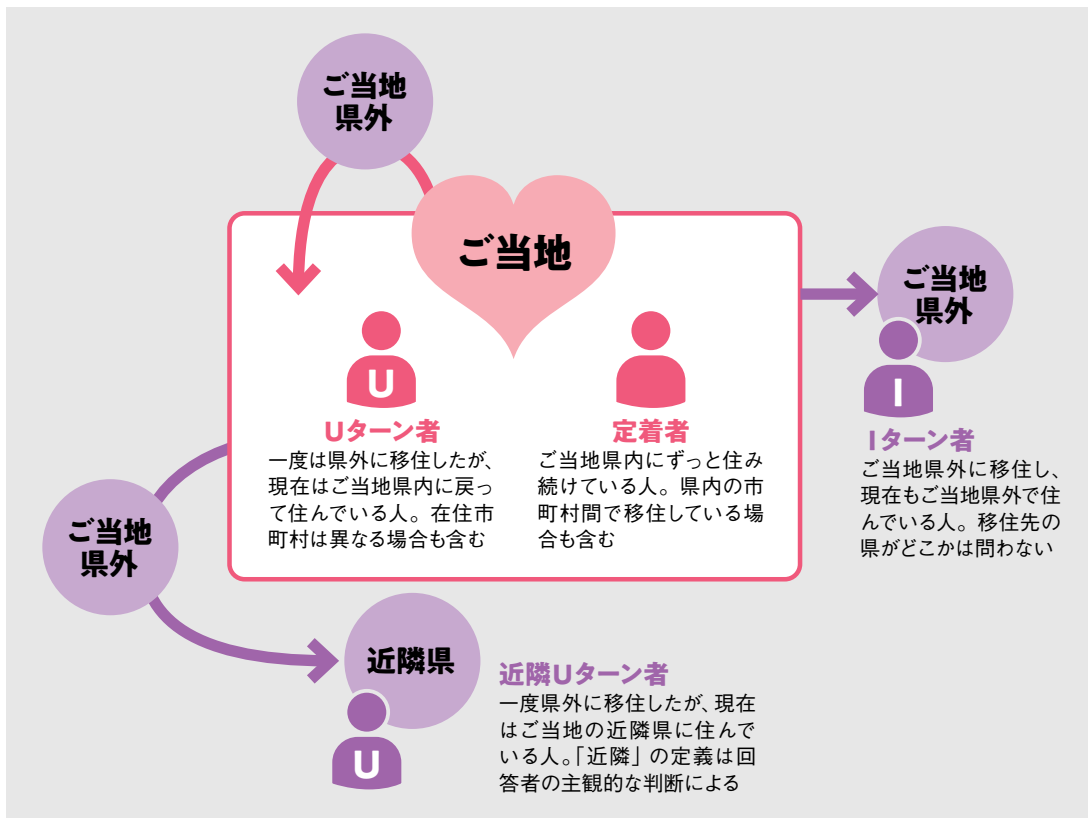 ご当地
県外
ご当地
U
Uターン者
一度は県外に移住したが、
現在はご当地県内に戻っ
て住んでいる人。在住市
町村は異なる場合も含む
定着者
ご当地県内にずっと住み
続けている人。県内の市
町村間で移住している場
合も含む
ご当地
県外
I
Iターン者
ご当地県外に移住し、
現在もご当地県外で住
んでいる人。移住先の
県がどこかは問わない
ご当地
県外
近隣県
U
近隣Uターン者
一度県外に移住したが、現在
はご当地の近隣県に住んで
いる人。「近隣」の定義は回
答者の主観的な判断による